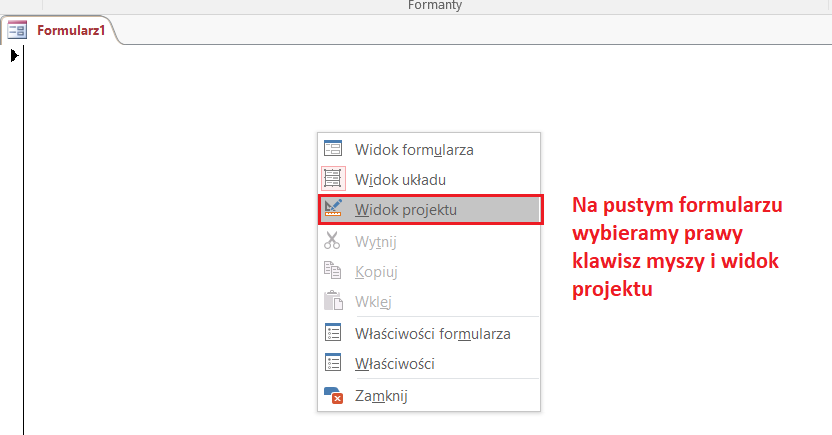 Formanty
Formularz1
Widok formularza
Widok układu
Widok projektu
Wytnij
Kopiuj
Wklej
Właściwości formularza
Właściwości
Zamknij
Na pustym formularzu
wybieramy prawy
klawisz myszy i widok
projektu